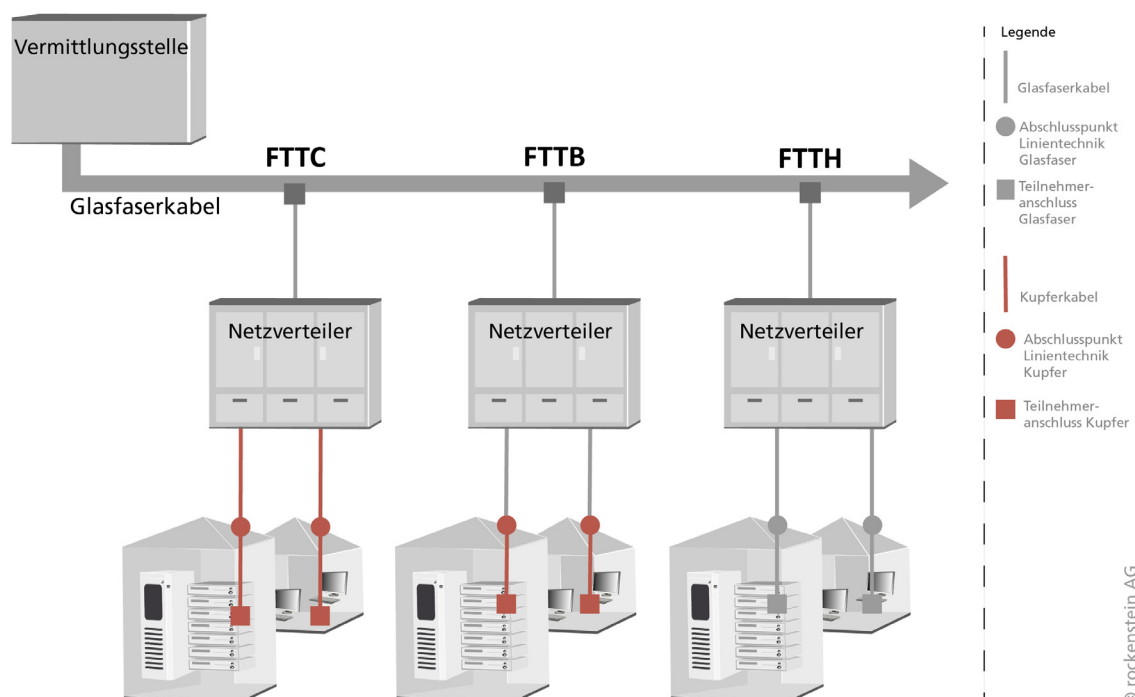 Vermittlungsstelle
FTTC
FTTB
FTTH
Glasfaserkabel
Netzverteiler
Netzverteiler
Netzverteiler
Legende
Glasfaserkabel
Abschlusspunkt
Linientechnik
Glasfaser
Teilnehmer-
anschluss
Glasfaser
Kupferkabel
Abschlusspunkt
Linientechnik
Kupfer
Teilnehmer-
anschluss Kupfer
© rockenstein AG